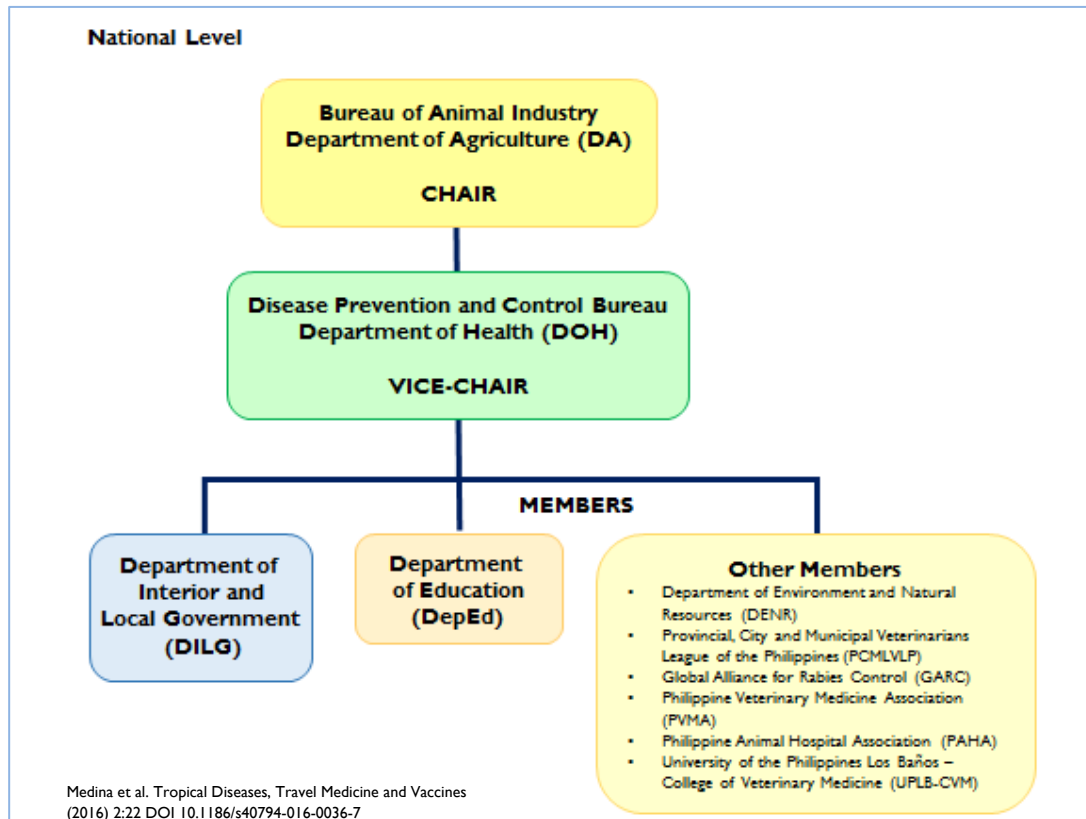 National Level
Bureau of Animal Industry
Department of Agriculture (DA)
CHAIR
Disease Prevention and Control Bureau
Department of Health (DOH)
VICE-CHAIR
MEMBERS
Department of
Interior and
Local Government
(DILG)
Department
of Education
(DepEd)
Other Members
• Department of Environment and Natural
Resources (DENR)
• Provincial, City and Municipal Veterinarians
League of the Philippines (PCMLVLP)
• Global Alliance for Rabies Control (GARC)
• Philippine Veterinary Medicine Association
(PVMA)
• Philippine Animal Hospital Association (PAHA)
• University of the Philippines Los Baños –
College of Veterinary Medicine (UPLB-CVM)
Medina et al. Tropical Diseases, Travel Medicine and Vaccines
(2016) 2:22 DOI 10.1186/s40794-016-0036-7